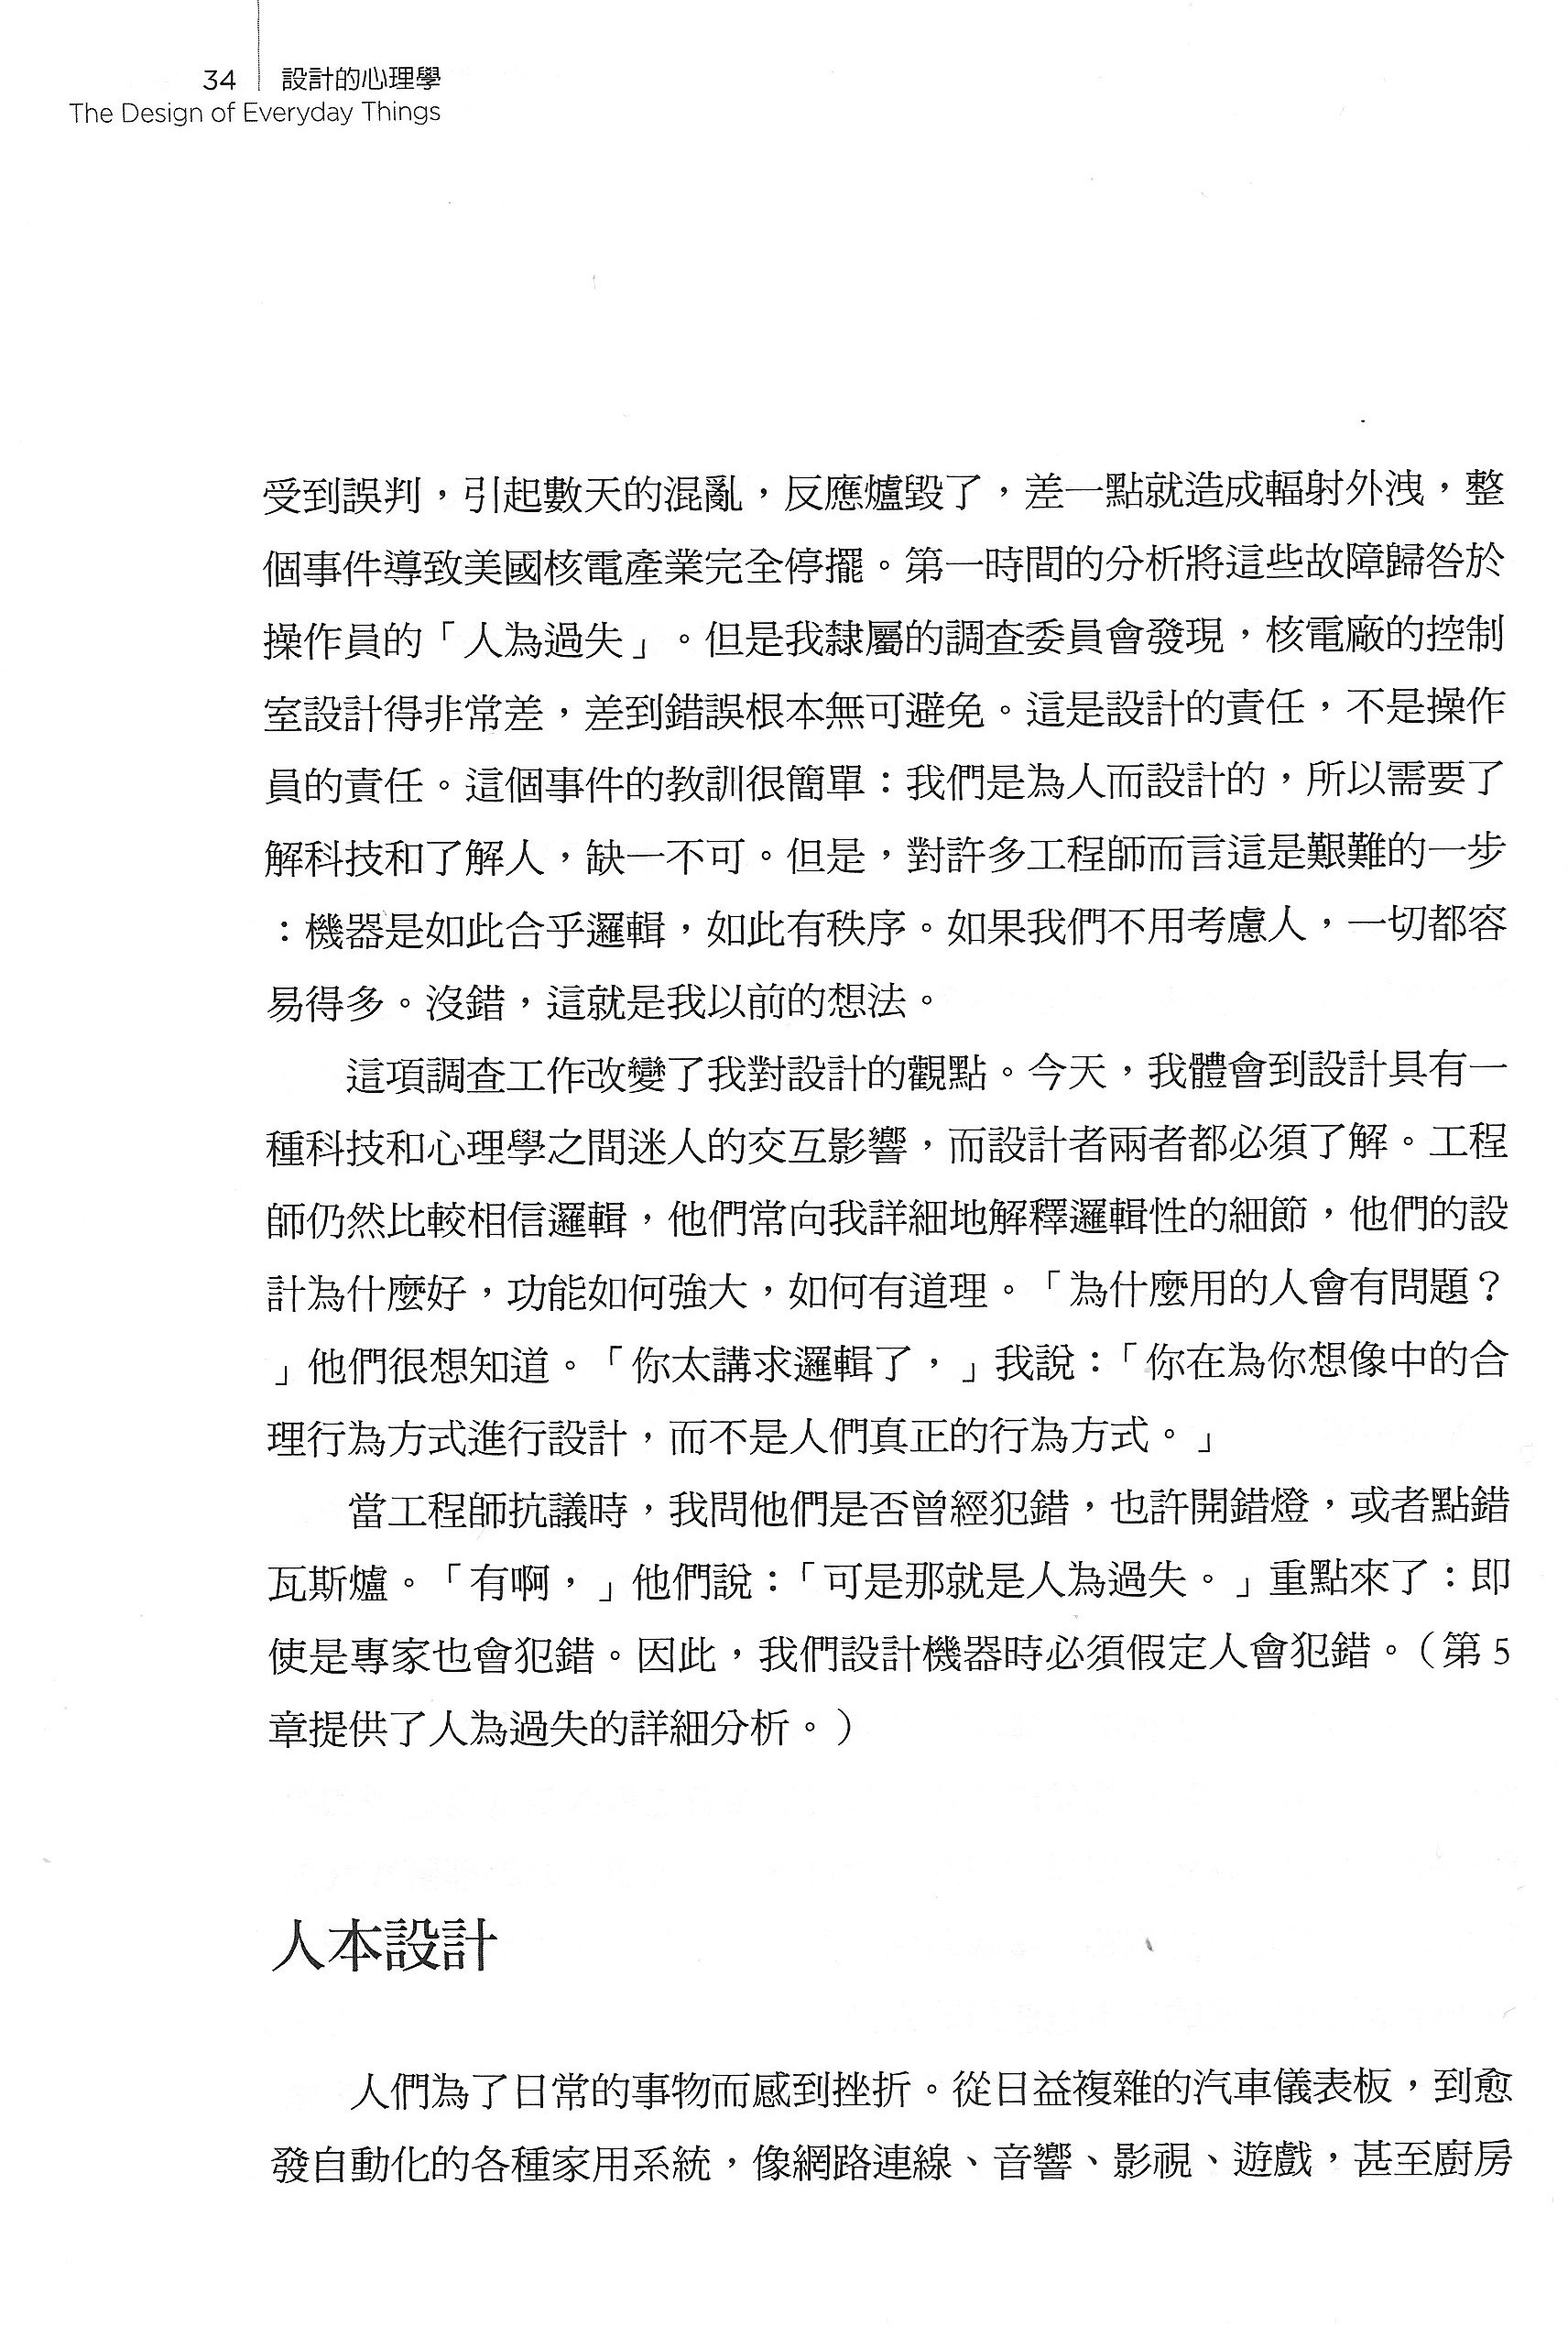 34 設計的心理學
The Design of Everyday Things
受到誤判，引起數天的混亂，反應爐毀了，差一點就造成輻射外洩，整
個事件導致美國核電產業完全停擺。第一時間的分析將這些故障歸咎於
操作員的「人為過失」。但是我隸屬的調查委員會發現，核電廠的控制
室設計得非常差，差到錯誤根本無可避免。這是設計的責任，不是操作
員的責任。這個事件的教訓很簡單：我們是為人而設計的，所以需要了
解科技和了解人，缺一不可。但是，對許多工程師而言這是艱難的一步
：機器是如此合乎邏輯，如此有秩序。如果我們不用考慮人，一切都容
易得多。沒錯，這就是我以前的想法。
這項調查工作改變了我對設計的觀點。今天，我體會到設計具有一
種科技和心理學之間迷人的交互影響，而設計者兩者都必須了解。工程
師仍然比較相信邏輯，他們常向我詳細地解釋邏輯性的細節，他們的設
計為什麼好，功能如何強大，如何有道理。「為什麼用的人會有問題？
」他們很想知道。「你太講求邏輯了，」我說：「你在為你想像中的合
理行為方式進行設計，而不是人們真正的行為方式。」
當工程師抗議時，我問他們是否曾經犯錯，也許開錯燈，或者點錯
瓦斯爐。「有啊，」他們說：「可是那就是人為過失。」重點來了：即
使是專家也會犯錯。因此，我們設計機器時必須假定人會犯錯。（第 5
章提供了人為過失的詳細分析。）
人本設計
人們為了日常的事物而感到挫折。從日益複雜的汽車儀表板，到愈
發自動化的各種家用系統，像網路連線、音響、影視、遊戲，甚至廚房